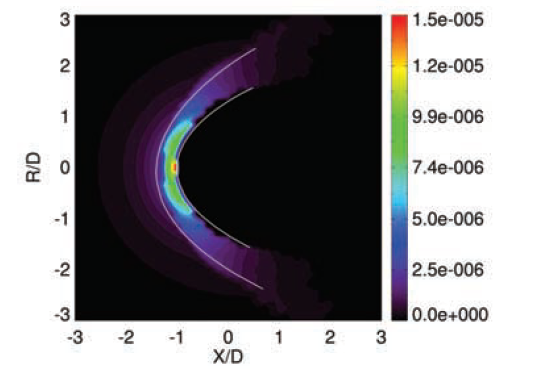 3
2
1
0
-1
-2
-3
R/D
-3 -2 -1 0 1 2 3
X/D
1.5e-005
1.2e-005
9.9e-006
7.4e-006
5.0e-006
2.5e-006
0.0e+000